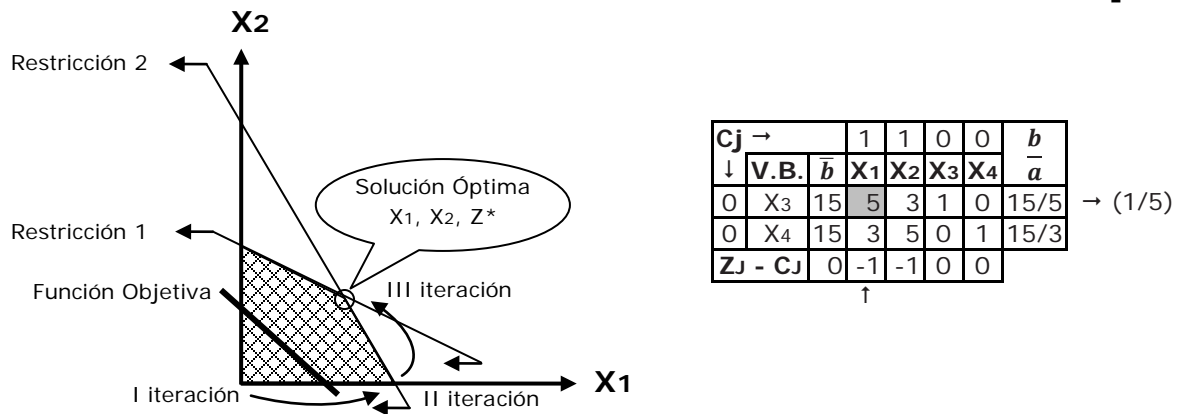 X2
Restricción 2
Solución Óptima
X1, X2, Z*
Restricción 1
III iteración
Función Objetiva
X1
I iteración
II iteración
Cj → 1 1 0 0 b
↓ V.B. b̅ X1 X2 X3 X4 a
0 X3 15 5 3 1 0 15/5 → (1/5)
0 X4 15 3 5 0 1 15/3
ZJ - CJ 0 -1 -1 0 0
↑